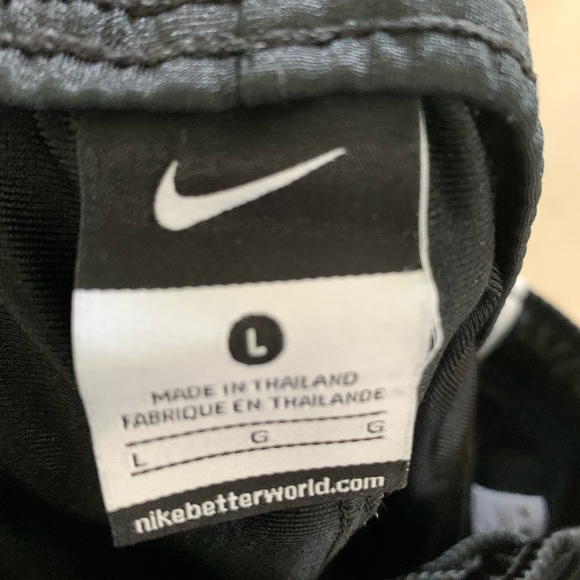 L
MADE IN THAILAND
FABRIQUE EN THAILANDE
L G G
nikebetterworld.com